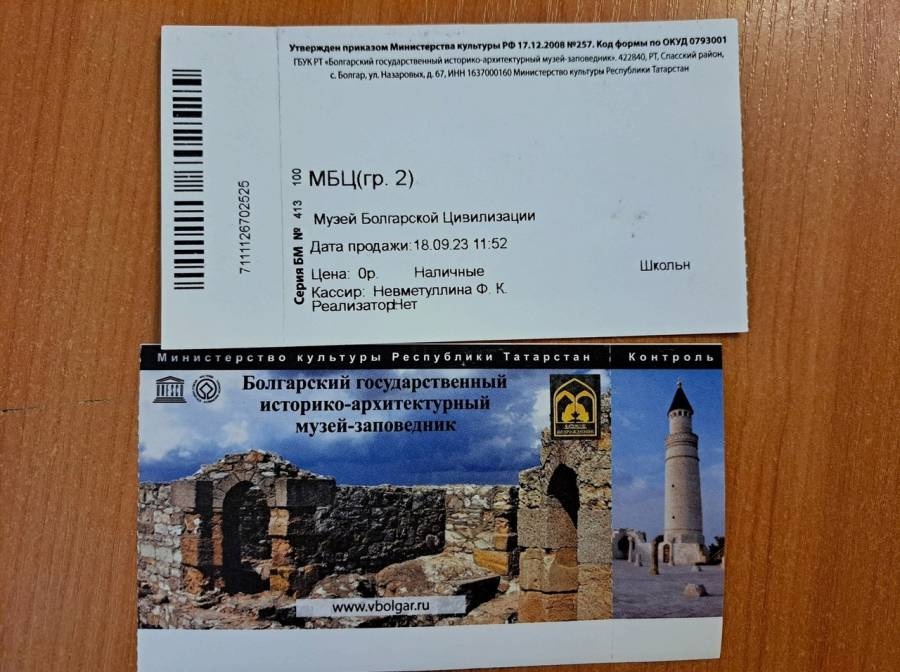 Утвержден приказом Министерства культуры РФ 17.12.2008 №257. Код формы по ОКУД 0793001
ГБУК РТ «Болгарский государственный историко-архитектурный музей-заповедник». 422840, РТ, Спасский район,
с. Болгар, ул. Назаровых, д. 67, ИНН 1637000160 Министерство культуры Республики Татарстан
7111126702525
Серия БМ № 413 100
МБЦ(гр. 2)
Музей Болгарской Цивилизации
Дата продажи: 18.09.23 11:52
Цена: 0р. Наличные
Школьн
Кассир: Невметуллина Ф. К.
РеализаторНет
Министерство культуры Республики Татарстан
Контроль
UNESCO
Болгарский государственный
историко-архитектурный
музей-заповедник
www.vbolgar.ru